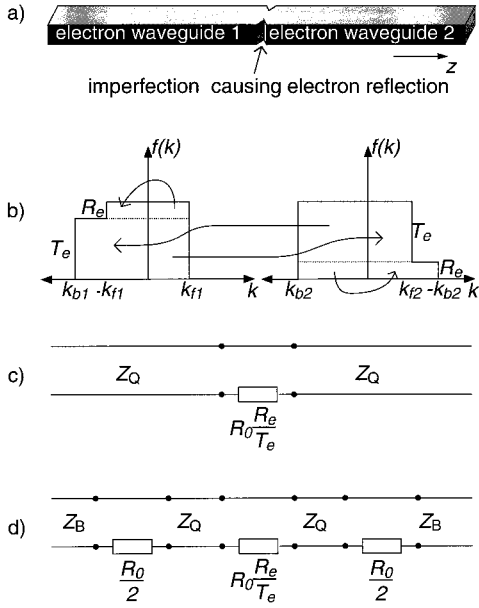 a)
electron waveguide 1 electron waveguide 2
imperfection causing electron reflection
z
b)
f(k) f(k)
R_e
T_e T_e
R_e
k_b1 -k_f1 k_f1 k k_b2 k_f2 -k_b2 k
c)
Z_Q Z_Q
R_0 R_e/T_e
d)
Z_B Z_Q Z_Q Z_B
R_0/2 R_0 R_e/T_e R_0/2